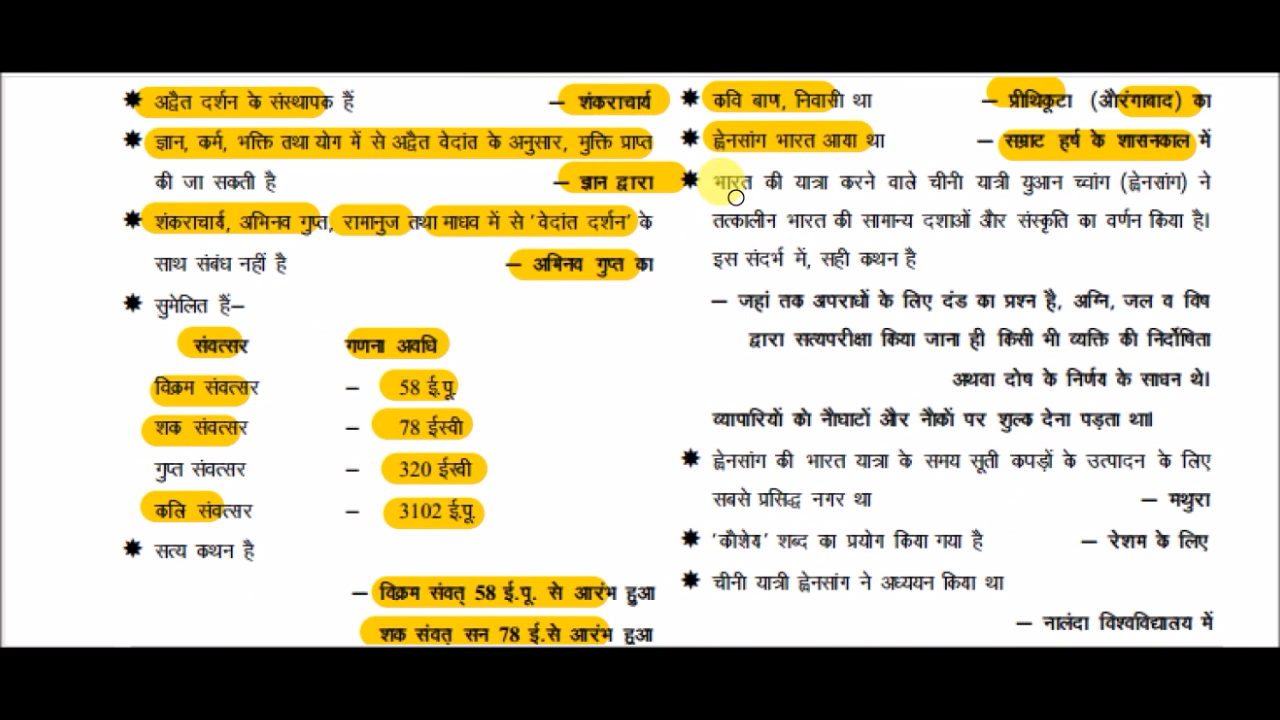 ✷ अद्वैत दर्शन के संस्थापक हैं — शंकराचार्य
✷ ज्ञान, कर्म, भक्ति तथा योग में से अद्वैत वेदांत के अनुसार, मुक्ति प्राप्त
की जा सकती है — ज्ञान द्वारा
✷ शंकराचार्य, अभिनव गुप्त, रामानुज तथा माधव में से 'वेदांत दर्शन' के
साथ संबंध नहीं है — अभिनव गुप्त का
✷ सुमेलित हैं–
संवत्सर गणना अवधि
विक्रम संवत्सर – 58 ई.पू.
शक संवत्सर – 78 ईस्वी
गुप्त संवत्सर – 320 ईस्वी
कलि संवत्सर – 3102 ई.पू.
✷ सत्य कथन है
— विक्रम संवत् 58 ई.पू. से आरंभ हुआ
शक संवत् सन 78 ई.से आरंभ हुआ
✷ कवि बाण, निवासी था — प्रीथिकूटा (औरंगाबाद) का
✷ ह्वेनसांग भारत आया था — सम्राट हर्ष के शासनकाल में
✷ भारत की यात्रा करने वाले चीनी यात्री युआन च्वांग (ह्वेनसांग) ने
तत्कालीन भारत की सामान्य दशाओं और संस्कृति का वर्णन किया है।
इस संदर्भ में, सही कथन है
— जहां तक अपराधों के लिए दंड का प्रश्न है, अग्नि, जल व विष
द्वारा सत्यपरीक्षा किया जाना ही किसी भी व्यक्ति की निर्दोषिता
अथवा दोष के निर्णय के साधन थे।
व्यापारियों को नौघाटों और नौकों पर शुल्क देना पड़ता था।
✷ ह्वेनसांग की भारत यात्रा के समय सूती कपड़ों के उत्पादन के लिए
सबसे प्रसिद्ध नगर था — मथुरा
✷ 'कौशेय' शब्द का प्रयोग किया गया है — रेशम के लिए
✷ चीनी यात्री ह्वेनसांग ने अध्ययन किया था
— नालंदा विश्वविद्यालय में